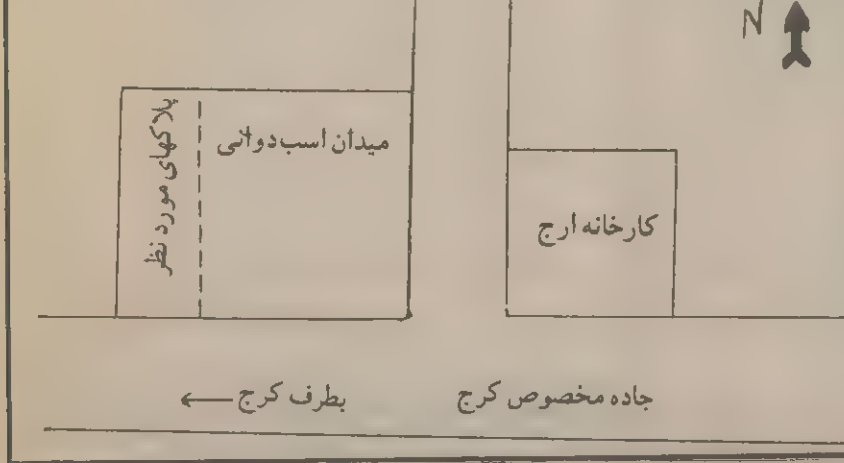 N
میدان اسب‌دوانی
پلاکهای مورد نظر
کارخانه ارج
جاده مخصوص کرج
بطرف کرج ←